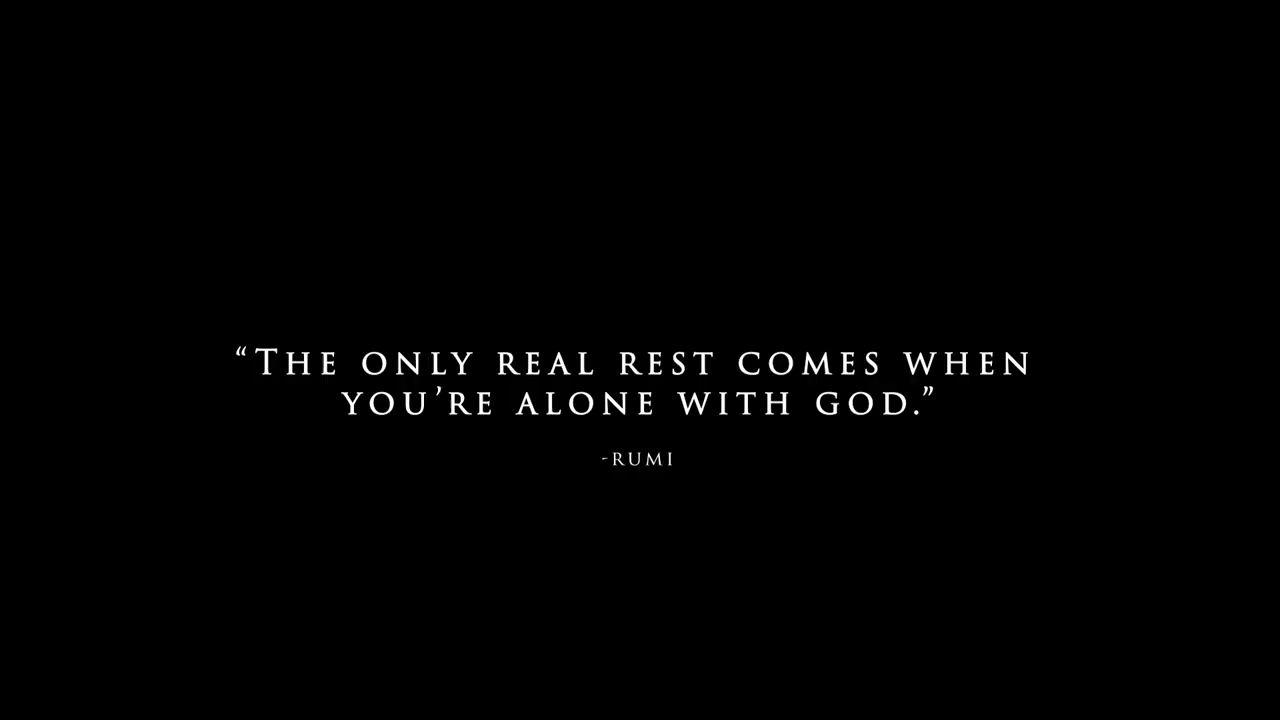 “The only real rest comes when
you’re alone with god.”
-Rumi